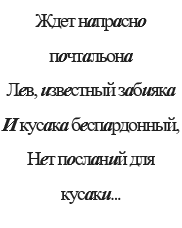 Ждет напрасно
почтальона
Лев, известный забияка
И кусака беспардонный,
Нет посланий для
кусаки...